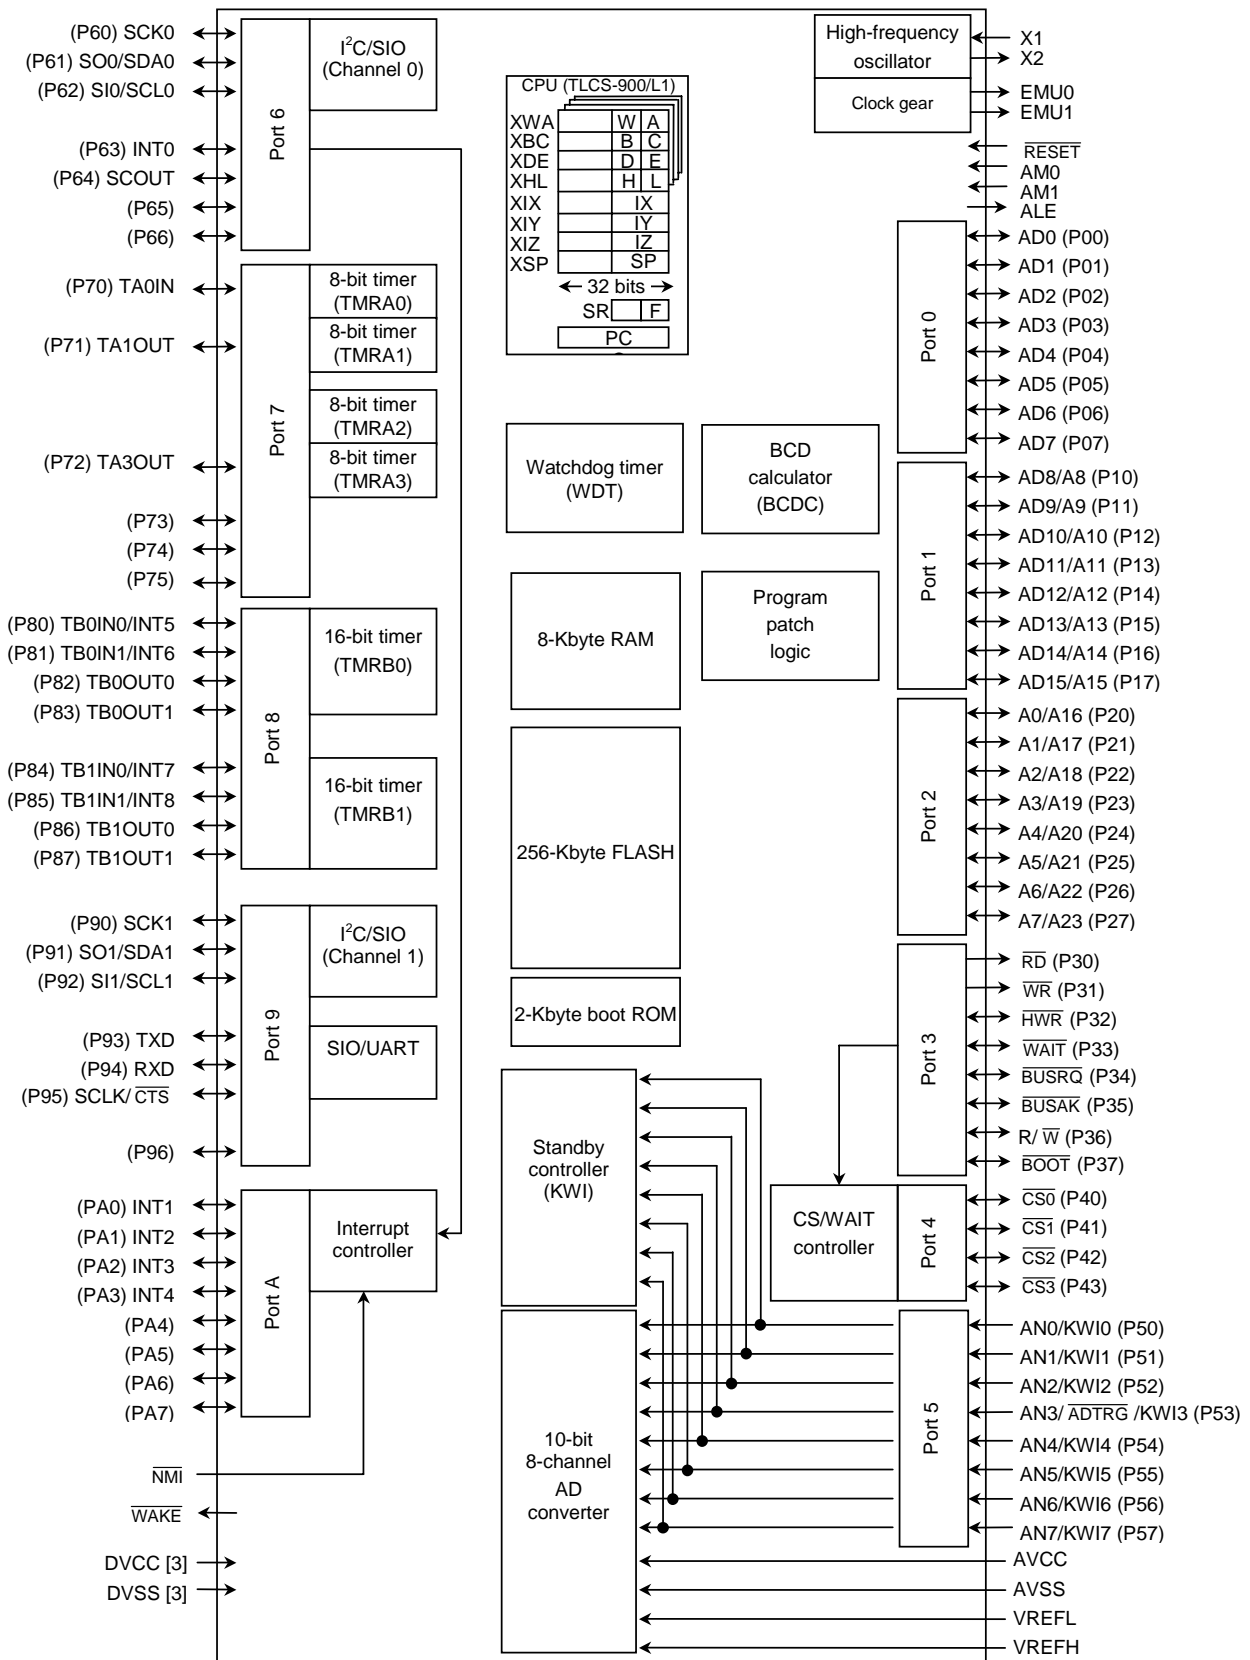 (P60) SCK0
(P61) SO0/SDA0
(P62) SI0/SCL0
(P63) INT0
(P64) SCOUT
(P65)
(P66)
Port 6
I2C/SIO
(Channel 0)
(P70) TA0IN
(P71) TA1OUT
(P72) TA3OUT
(P73)
(P74)
(P75)
Port 7
8-bit timer
(TMRA0)
8-bit timer
(TMRA1)
8-bit timer
(TMRA2)
8-bit timer
(TMRA3)
(P80) TB0IN0/INT5
(P81) TB0IN1/INT6
(P82) TB0OUT0
(P83) TB0OUT1
(P84) TB1IN0/INT7
(P85) TB1IN1/INT8
(P86) TB1OUT0
(P87) TB1OUT1
Port 8
16-bit timer
(TMRB0)
16-bit timer
(TMRB1)
(P90) SCK1
(P91) SO1/SDA1
(P92) SI1/SCL1
(P93) TXD
(P94) RXD
(P95) SCLK/ CTS
(P96)
Port 9
I2C/SIO
(Channel 1)
SIO/UART
(PA0) INT1
(PA1) INT2
(PA2) INT3
(PA3) INT4
(PA4)
(PA5)
(PA6)
(PA7)
Port A
Interrupt
controller
NMI
WAKE
DVCC [3]
DVSS [3]
CPU (TLCS-900/L1)
XWA W A
XBC B C
XDE D E
XHL H L
XIX IX
XIY IY
XIZ IZ
XSP SP
32 bits
SR F
PC
Watchdog timer
(WDT)
BCD
calculator
(BCDC)
8-Kbyte RAM
Program
patch
logic
256-Kbyte FLASH
2-Kbyte boot ROM
Standby
controller
(KWI)
10-bit
8-channel
AD
converter
CS/WAIT
controller
High-frequency
oscillator
Clock gear
X1
X2
EMU0
EMU1
RESET
AM0
AM1
ALE
Port 0
AD0 (P00)
AD1 (P01)
AD2 (P02)
AD3 (P03)
AD4 (P04)
AD5 (P05)
AD6 (P06)
AD7 (P07)
Port 1
AD8/A8 (P10)
AD9/A9 (P11)
AD10/A10 (P12)
AD11/A11 (P13)
AD12/A12 (P14)
AD13/A13 (P15)
AD14/A14 (P16)
AD15/A15 (P17)
Port 2
A0/A16 (P20)
A1/A17 (P21)
A2/A18 (P22)
A3/A19 (P23)
A4/A20 (P24)
A5/A21 (P25)
A6/A22 (P26)
A7/A23 (P27)
Port 3
RD (P30)
WR (P31)
HWR (P32)
WAIT (P33)
BUSRQ (P34)
BUSAK (P35)
R/ W (P36)
BOOT (P37)
Port 4
CS0 (P40)
CS1 (P41)
CS2 (P42)
CS3 (P43)
Port 5
AN0/KWI0 (P50)
AN1/KWI1 (P51)
AN2/KWI2 (P52)
AN3/ ADTRG /KWI3 (P53)
AN4/KWI4 (P54)
AN5/KWI5 (P55)
AN6/KWI6 (P56)
AN7/KWI7 (P57)
AVCC
AVSS
VREFL
VREFH